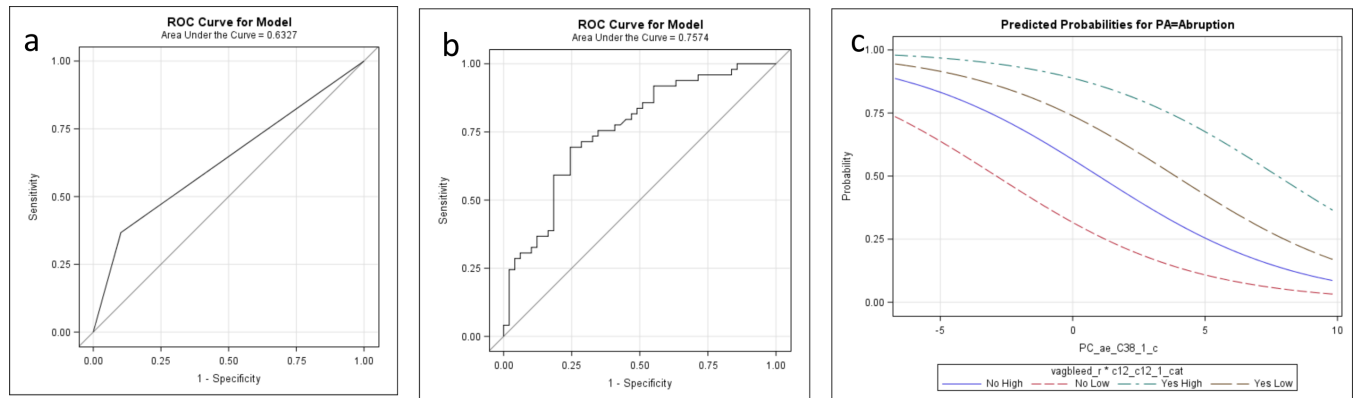 a
ROC Curve for Model
Area Under the Curve = 0.6327
1.00
0.75
0.50
0.25
0.00
Sensitivity
0.00 0.25 0.50 0.75 1.00
1 - Specificity
b
ROC Curve for Model
Area Under the Curve = 0.7574
1.00
0.75
0.50
0.25
0.00
Sensitivity
0.00 0.25 0.50 0.75 1.00
1 - Specificity
c
Predicted Probabilities for PA=Abruption
1.00
0.75
0.50
0.25
0.00
Probability
-5 0 5 10
PC_ae_C38_1_c
vagbleed_r * c12_c12_1_cat
No High No Low Yes High Yes Low